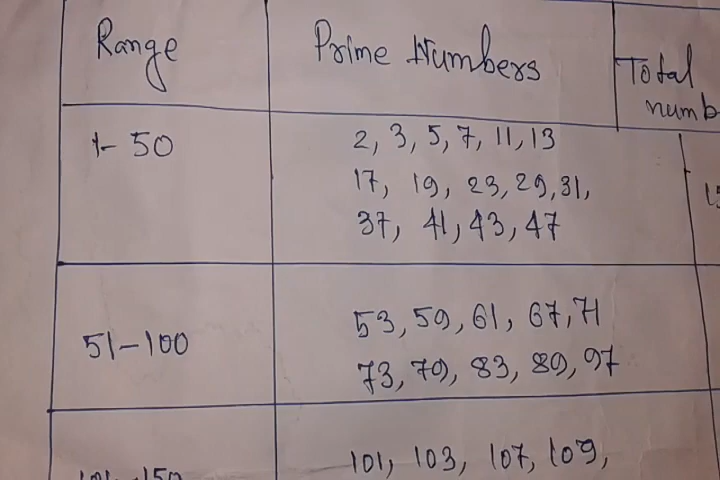 Range Prime Numbers Total
numb
1- 50 2, 3, 5, 7, 11, 13
17, 19, 23, 29, 31,
37, 41, 43, 47
51-100 53, 59, 61, 67, 71
73, 79, 83, 89, 97
101, 103, 107, 109,